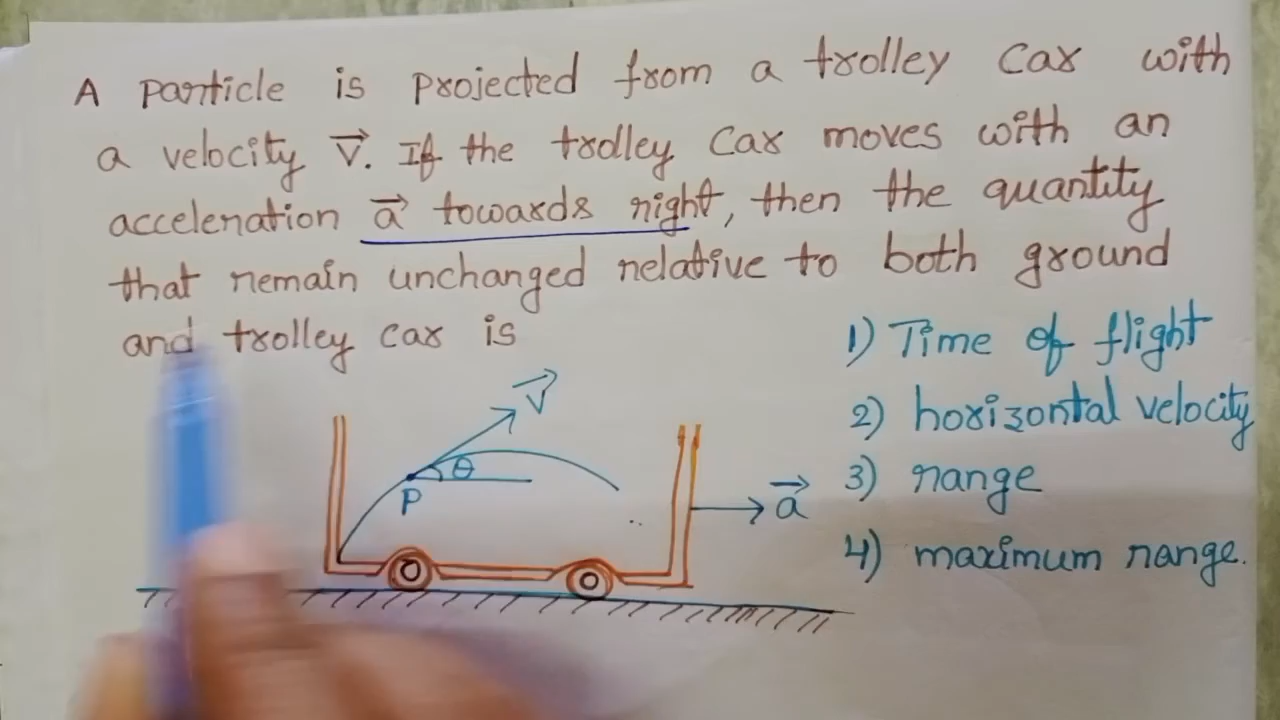 A particle is projected from a trolley car with
a velocity V⃗. If the trolley car moves with an
acceleration a⃗ towards right, then the quantity
that remain unchanged relative to both ground
and trolley car is
1) Time of flight
2) horizontal velocity
3) range
4) maximum range.
V⃗
θ
P
a⃗